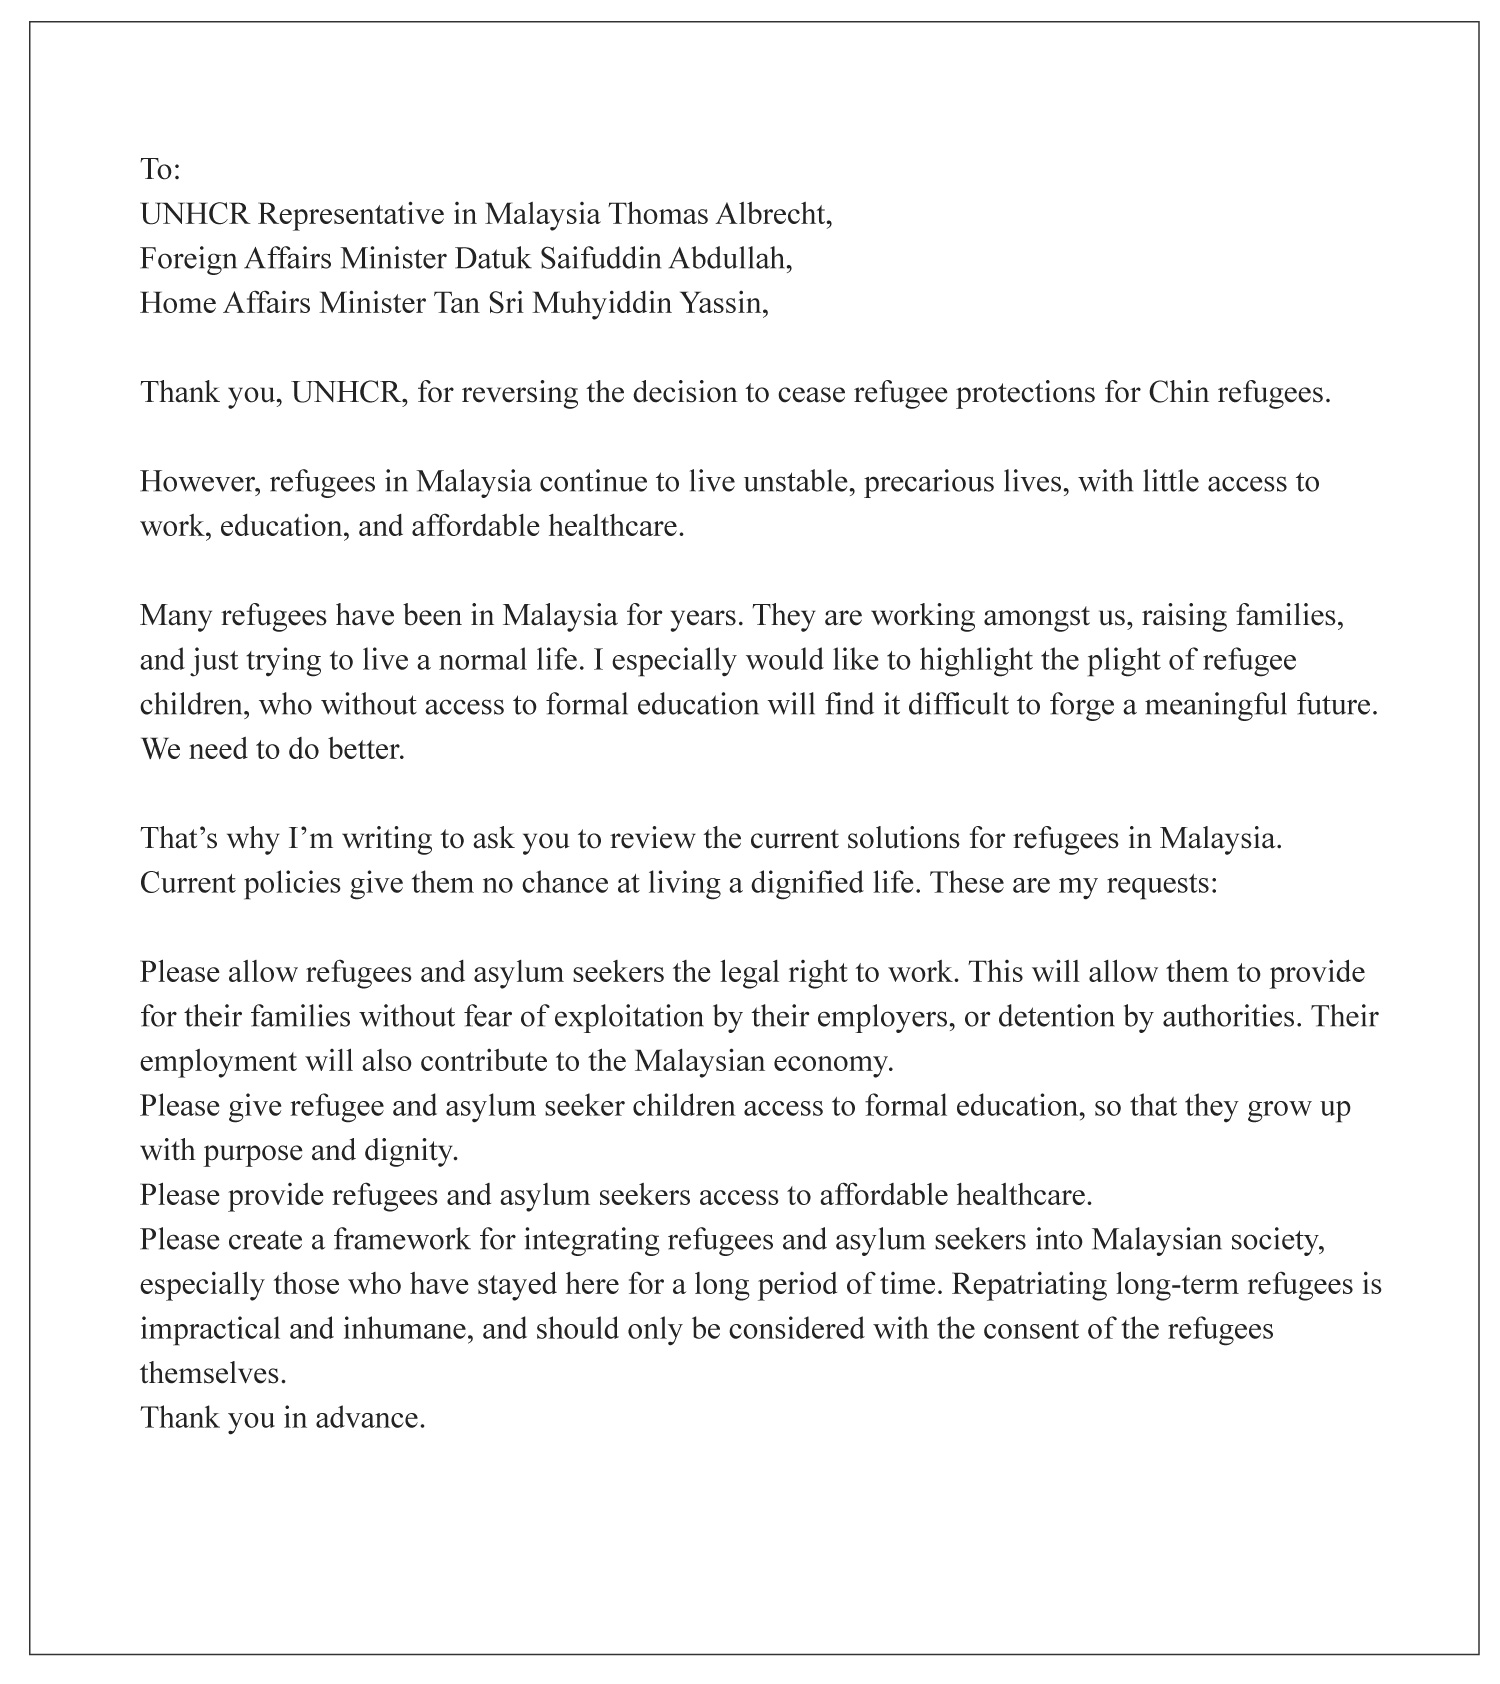 To:
UNHCR Representative in Malaysia Thomas Albrecht,
Foreign Affairs Minister Datuk Saifuddin Abdullah,
Home Affairs Minister Tan Sri Muhyiddin Yassin,
Thank you, UNHCR, for reversing the decision to cease refugee protections for Chin refugees.
However, refugees in Malaysia continue to live unstable, precarious lives, with little access to
work, education, and affordable healthcare.
Many refugees have been in Malaysia for years. They are working amongst us, raising families,
and just trying to live a normal life. I especially would like to highlight the plight of refugee
children, who without access to formal education will find it difficult to forge a meaningful future.
We need to do better.
That’s why I’m writing to ask you to review the current solutions for refugees in Malaysia.
Current policies give them no chance at living a dignified life. These are my requests:
Please allow refugees and asylum seekers the legal right to work. This will allow them to provide
for their families without fear of exploitation by their employers, or detention by authorities. Their
employment will also contribute to the Malaysian economy.
Please give refugee and asylum seeker children access to formal education, so that they grow up
with purpose and dignity.
Please provide refugees and asylum seekers access to affordable healthcare.
Please create a framework for integrating refugees and asylum seekers into Malaysian society,
especially those who have stayed here for a long period of time. Repatriating long-term refugees is
impractical and inhumane, and should only be considered with the consent of the refugees
themselves.
Thank you in advance.